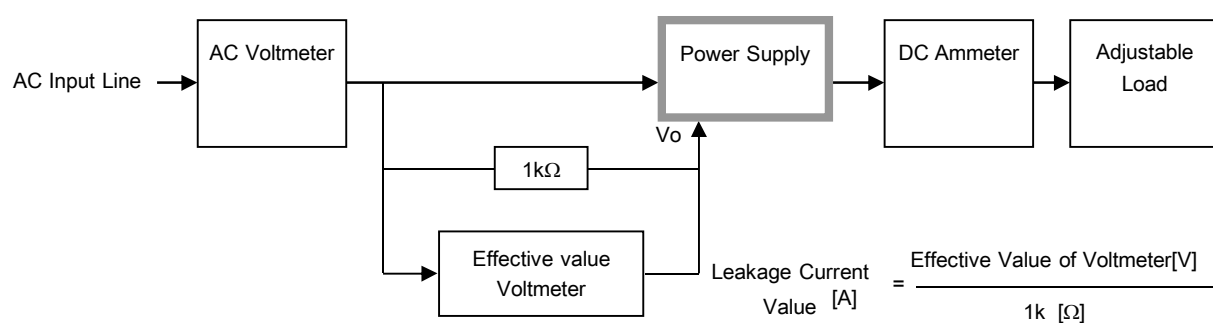 AC Input Line
AC Voltmeter
Power Supply
DC Ammeter
Adjustable
Load
Vo
1kΩ
Effective value
Voltmeter
Leakage Current
Value [A]
=
Effective Value of Voltmeter[V]
1k [Ω]